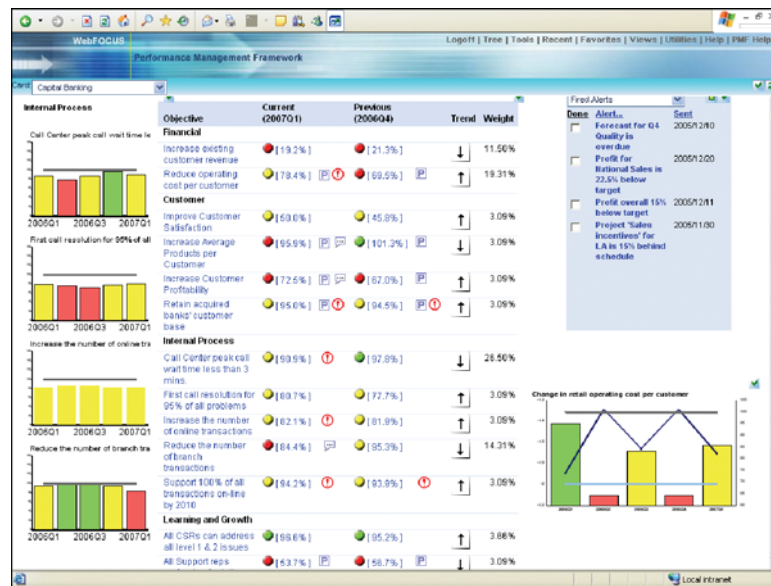 WebFOCUS
Logoff | Tree | Tools | Recent | Favorites | Views | Utilities | Help | PMF Help
Performance Management Framework
Card Capital Banking
Internal Process
Call Center peak call wait time le
2006Q1 2006Q3 2007Q1
First call resolution for 95% of all
2006Q1 2006Q3 2007Q1
Increase the number of online tra
2006Q1 2006Q3 2007Q1
Reduce the number of branch tra
2006Q1 2006Q3 2007Q1
Objective Current (2007Q1) Previous (2006Q4) Trend Weight
Financial
Increase existing customer revenue [19.2%] [21.3%] 11.50%
Reduce operating cost per customer [78.4%] P [69.5%] P 19.31%
Customer
Improve Customer Satisfaction [50.0%] [45.8%] 3.09%
Increase Average Products per Customer [95.9%] P [101.3%] P 3.09%
Increase Customer Profitability [72.5%] P [67.0%] P 3.09%
Retain acquired banks' customer base [95.0%] P [94.5%] P 3.09%
Internal Process
Call Center peak call wait time less than 3 mins. [90.9%] [97.8%] 26.50%
First call resolution for 95% of all problems [80.7%] [77.7%] 3.09%
Increase the number of online transactions [82.1%] [81.9%] 3.09%
Reduce the number of branch transactions [84.4%] [95.3%] 14.31%
Support 100% of all transactions on-line by 2010 [94.2%] [93.9%] 3.09%
Learning and Growth
All CSRs can address all level 1 & 2 issues [96.6%] [95.2%] 3.86%
All Support reps [53.7%] P [56.7%] P 3.09%
Fired Alerts
Done Alert... Sent
Forecast for Q4 Quality is overdue 2005/12/10
Profit for National Sales is 22.5% below target 2005/12/20
Profit overall 15% below target 2005/12/11
Project 'Sales incentives' for LA is 15% behind schedule 2005/11/30
Change in retail operating cost per customer
Local intranet